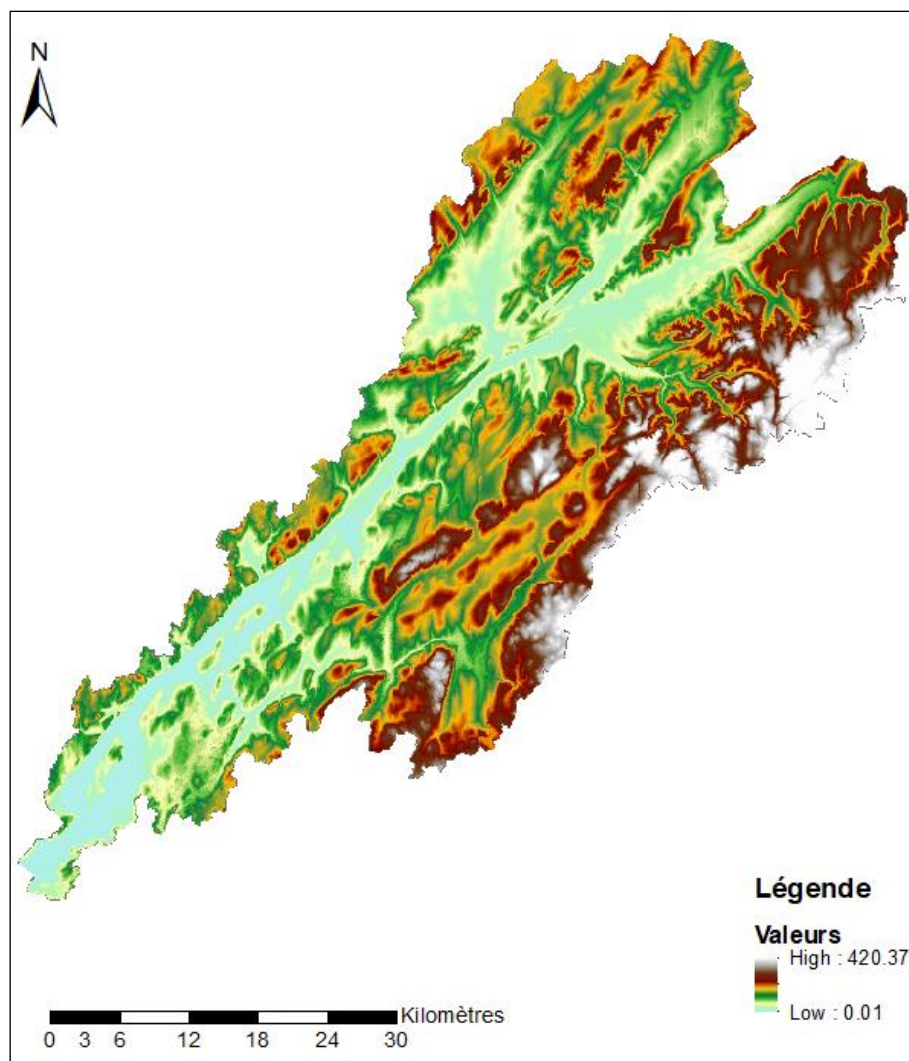 N
Légende
Valeurs
High : 420.37
Low : 0.01
Kilomètres
0 3 6 12 18 24 30